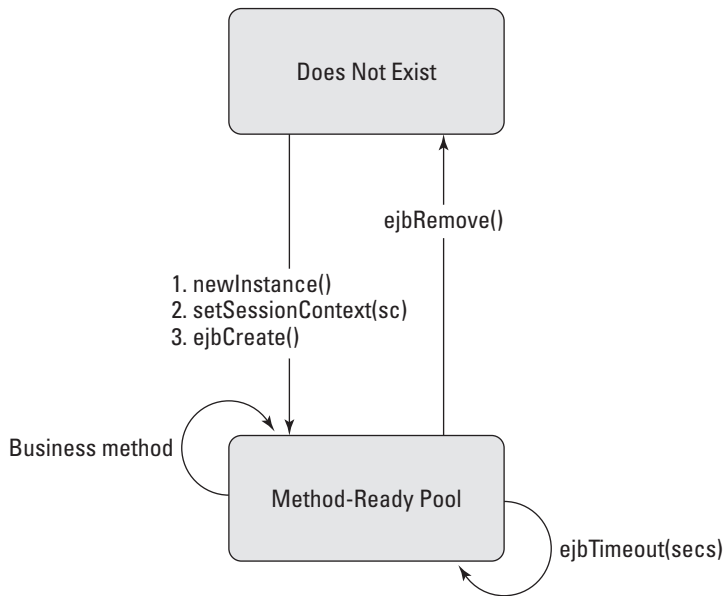 Does Not Exist
ejbRemove()
1. newInstance()
2. setSessionContext(sc)
3. ejbCreate()
Business method
Method-Ready Pool
ejbTimeout(secs)